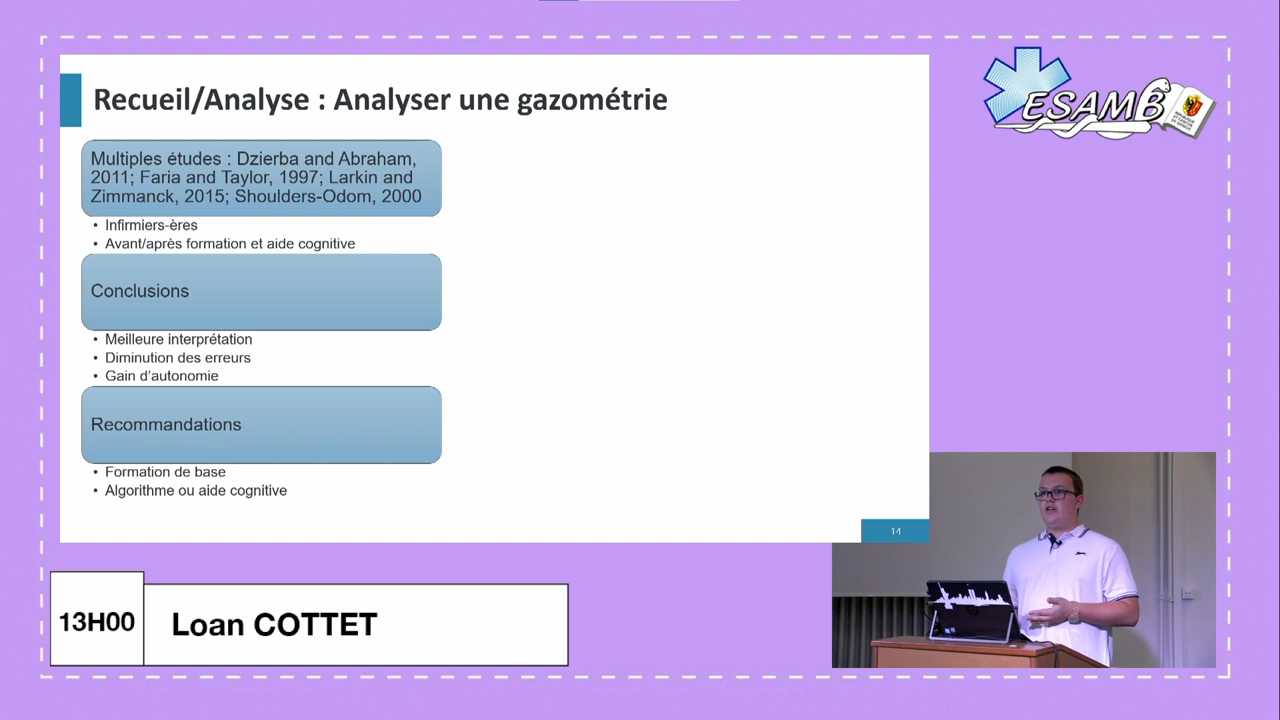 Recueil/Analyse : Analyser une gazométrie
Multiples études : Dzierba and Abraham,
2011; Faria and Taylor, 1997; Larkin and
Zimmanck, 2015; Shoulders-Odom, 2000
• Infirmiers-ères
• Avant/après formation et aide cognitive
Conclusions
• Meilleure interprétation
• Diminution des erreurs
• Gain d'autonomie
Recommandations
• Formation de base
• Algorithme ou aide cognitive
14
ESAMB
13H00
Loan COTTET